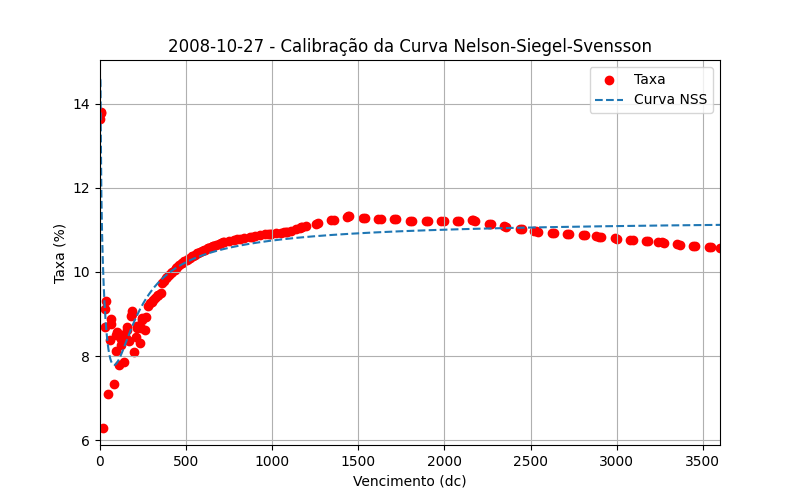 2008-10-27 - Calibração da Curva Nelson-Siegel-Svensson
Taxa
Curva NSS
Taxa (%)
14
12
10
8
6
0 500 1000 1500 2000 2500 3000 3500
Vencimento (dc)